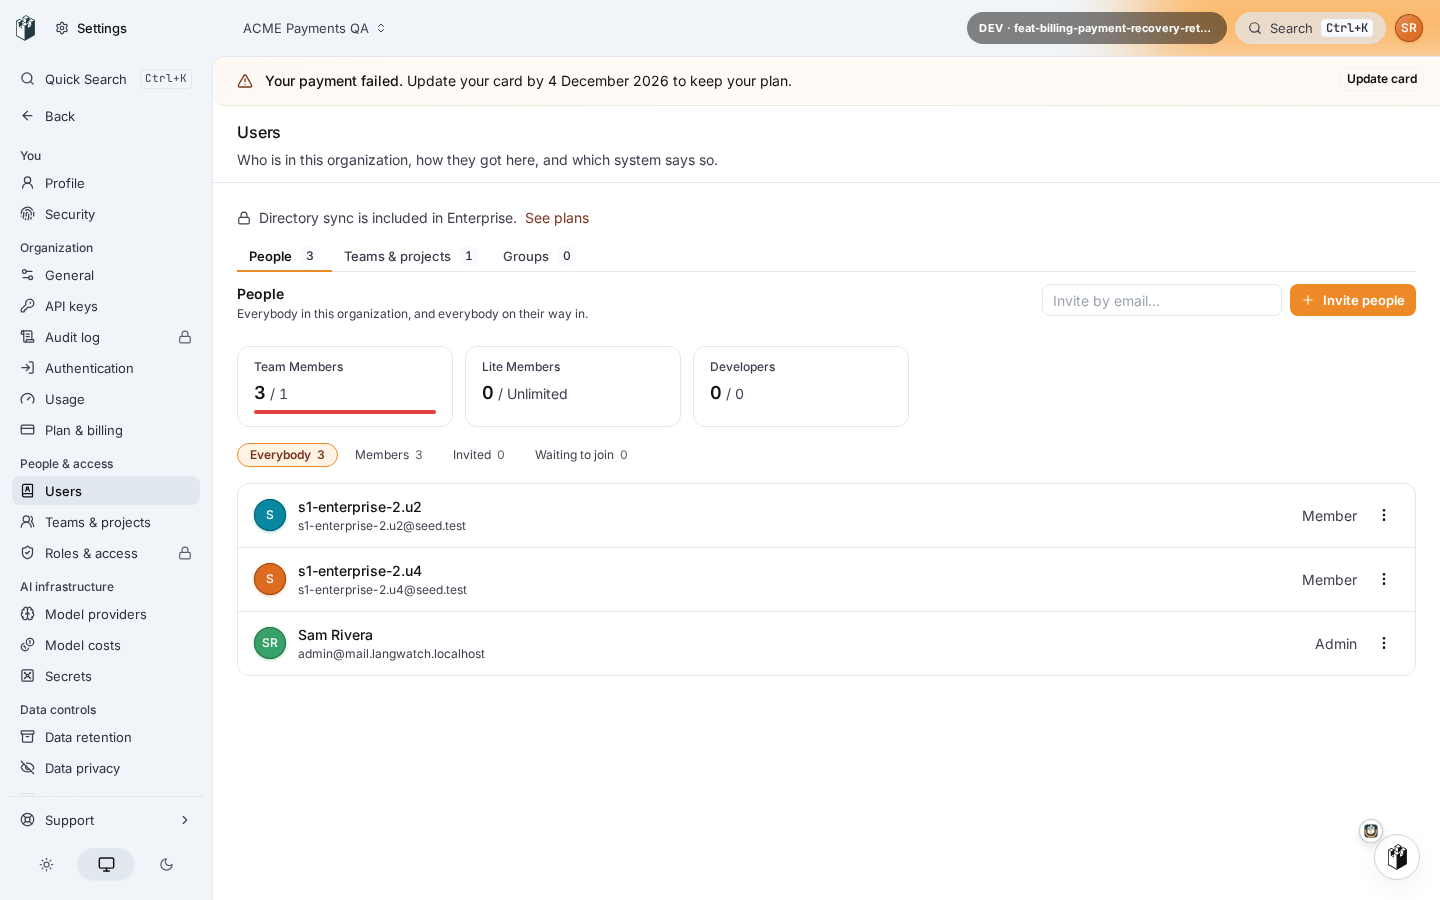 Settings
ACME Payments QA
DEV · feat-billing-payment-recovery-ret...
Search Ctrl+K
SR
Quick Search Ctrl+K
Back
You
Profile
Security
Organization
General
API keys
Audit log
Authentication
Usage
Plan & billing
People & access
Users
Teams & projects
Roles & access
AI infrastructure
Model providers
Model costs
Secrets
Data controls
Data retention
Data privacy
Support
Your payment failed. Update your card by 4 December 2026 to keep your plan.
Update card
Users
Who is in this organization, how they got here, and which system says so.
Directory sync is included in Enterprise. See plans
People 3 Teams & projects 1 Groups 0
People
Everybody in this organization, and everybody on their way in.
Invite by email...
Invite people
Team Members
3 / 1
Lite Members
0 / Unlimited
Developers
0 / 0
Everybody 3 Members 3 Invited 0 Waiting to join 0
S
s1-enterprise-2.u2
s1-enterprise-2.u2@seed.test
Member
S
s1-enterprise-2.u4
s1-enterprise-2.u4@seed.test
Member
SR
Sam Rivera
admin@mail.langwatch.localhost
Admin